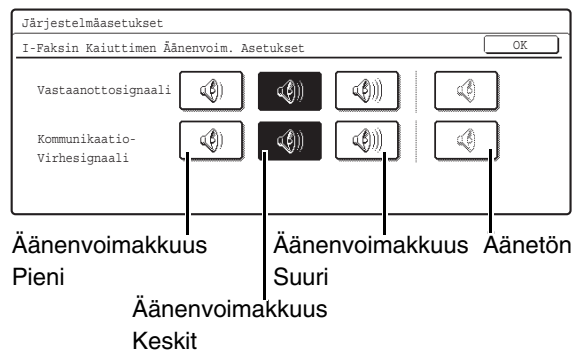 Järjestelmäasetukset
I-Faksin Kaiuttimen Äänenvoim. Asetukset
OK
Vastaanottosignaali
Kommunikaatio-
Virhesignaali
Äänenvoimakkuus Äänenvoimakkuus Äänetön
Pieni Suuri
Äänenvoimakkuus
Keskit